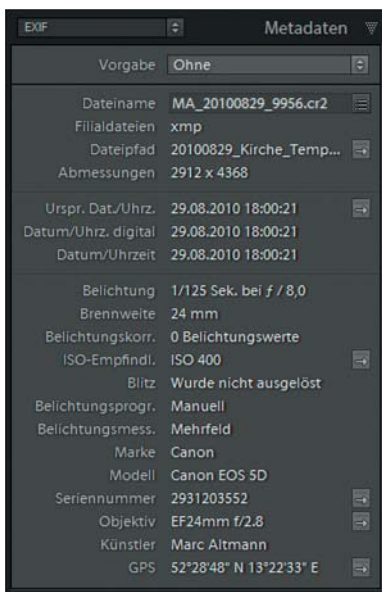 EXIF Metadaten
Vorgabe Ohne
Dateiname MA_20100829_9956.cr2
Filialdateien xmp
Dateipfad 20100829_Kirche_Temp...
Abmessungen 2912 x 4368
Urspr. Dat./Uhrz. 29.08.2010 18:00:21
Datum/Uhrz. digital 29.08.2010 18:00:21
Datum/Uhrzeit 29.08.2010 18:00:21
Belichtung 1/125 Sek. bei ƒ / 8,0
Brennweite 24 mm
Belichtungskorr. 0 Belichtungswerte
ISO-Empfindl. ISO 400
Blitz Wurde nicht ausgelöst
Belichtungsprogr. Manuell
Belichtungsmess. Mehrfeld
Marke Canon
Modell Canon EOS 5D
Seriennummer 2931203552
Objektiv EF24mm f/2.8
Künstler Marc Altmann
GPS 52°28'48" N 13°22'33" E